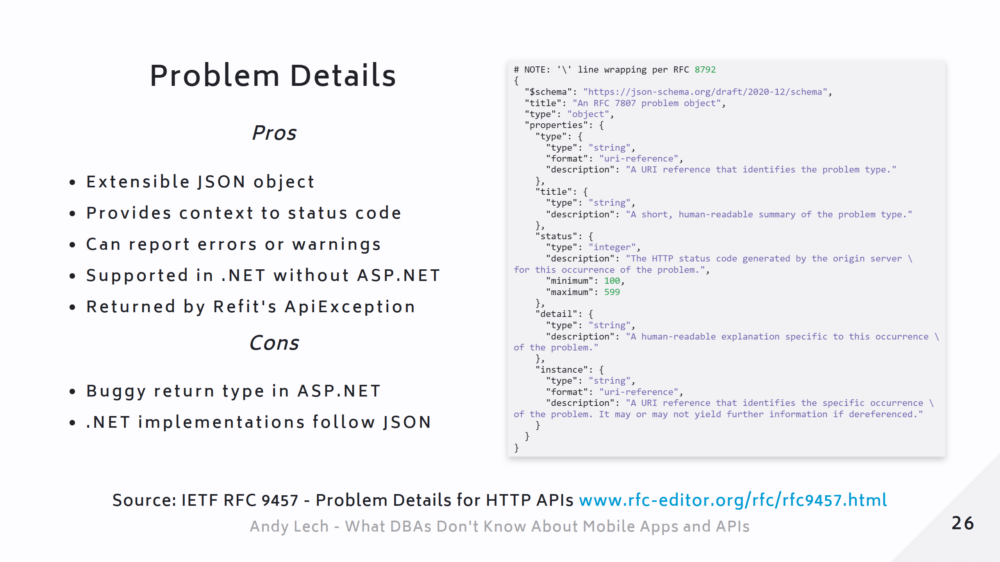 Problem Details
Pros
• Extensible JSON object
• Provides context to status code
• Can report errors or warnings
• Supported in .NET without ASP.NET
• Returned by Refit's ApiException
Cons
• Buggy return type in ASP.NET
• .NET implementations follow JSON
# NOTE: '\' line wrapping per RFC 8792
{
  "$schema": "https://json-schema.org/draft/2020-12/schema",
  "title": "An RFC 7807 problem object",
  "type": "object",
  "properties": {
    "type": {
      "type": "string",
      "format": "uri-reference",
      "description": "A URI reference that identifies the problem type."
    },
    "title": {
      "type": "string",
      "description": "A short, human-readable summary of the problem type."
    },
    "status": {
      "type": "integer",
      "description": "The HTTP status code generated by the origin server \
for this occurrence of the problem.",
      "minimum": 100,
      "maximum": 599
    },
    "detail": {
      "type": "string",
      "description": "A human-readable explanation specific to this occurrence \
of the problem."
    },
    "instance": {
      "type": "string",
      "format": "uri-reference",
      "description": "A URI reference that identifies the specific occurrence \
of the problem. It may or may not yield further information if dereferenced."
    }
  }
}
Source: IETF RFC 9457 - Problem Details for HTTP APIs www.rfc-editor.org/rfc/rfc9457.html
Andy Lech - What DBAs Don't Know About Mobile Apps and APIs
26